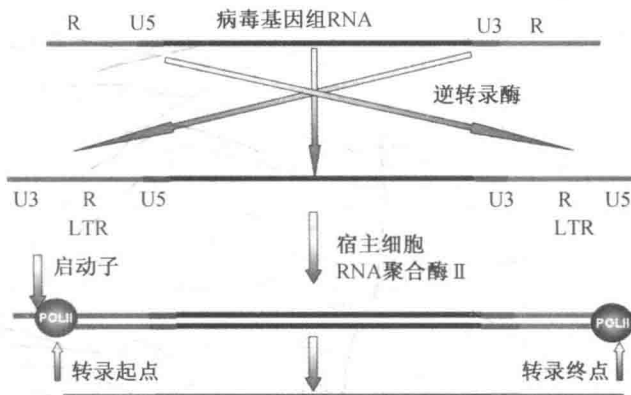 R U5 病毒基因组RNA U3 R
逆转录酶
U3 R U5 U3 R U5
LTR LTR
启动子
宿主细胞
RNA聚合酶Ⅱ
POLII POLII
转录起点 转录终点